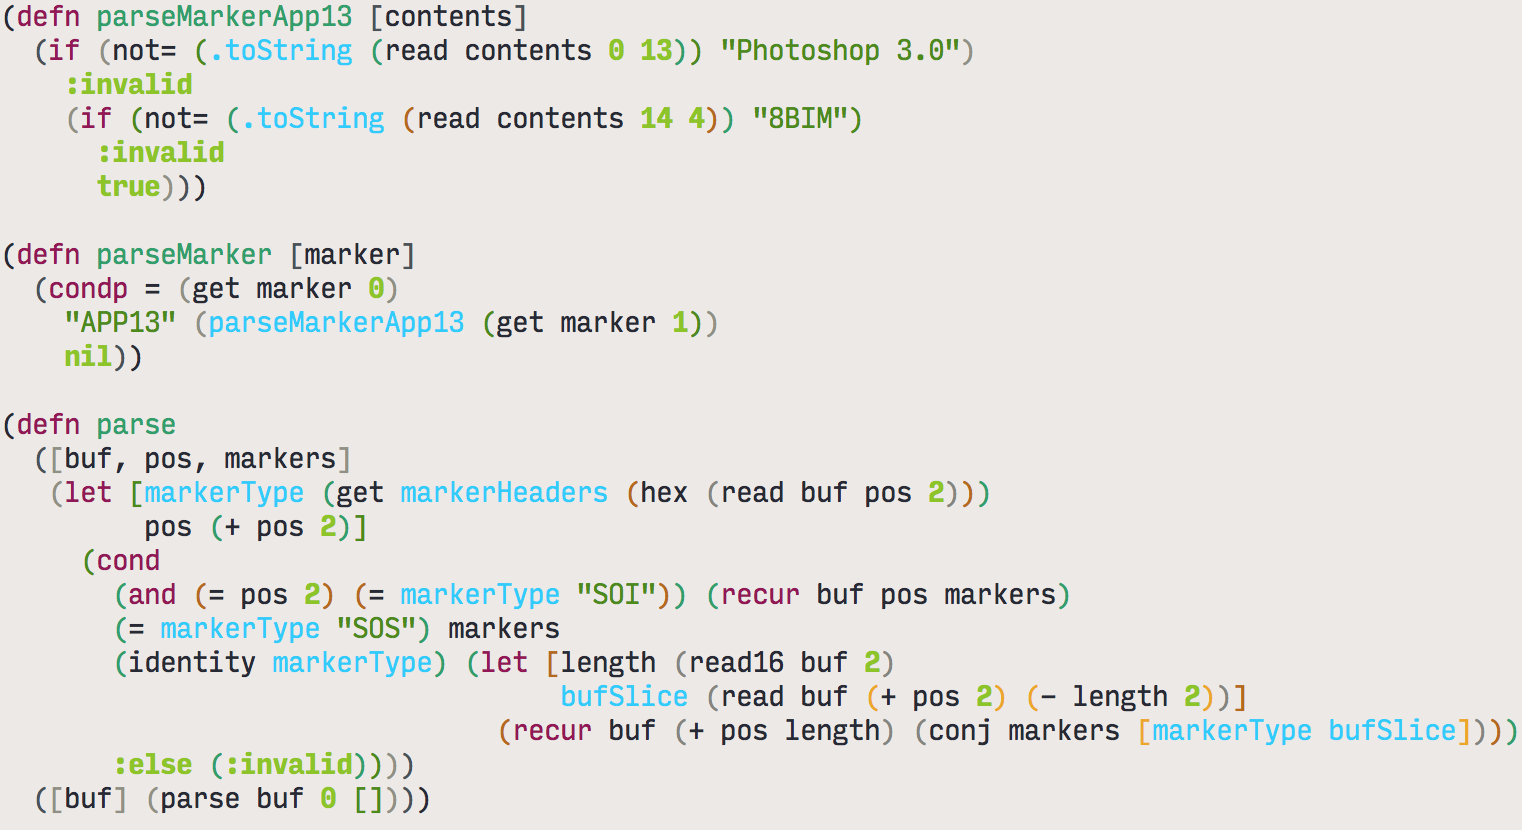 (defn parseMarkerApp13 [contents]
  (if (not= (.toString (read contents 0 13)) "Photoshop 3.0")
    :invalid
    (if (not= (.toString (read contents 14 4)) "8BIM")
      :invalid
      true)))

(defn parseMarker [marker]
  (condp = (get marker 0)
    "APP13" (parseMarkerApp13 (get marker 1))
    nil))

(defn parse
  ([buf, pos, markers]
   (let [markerType (get markerHeaders (hex (read buf pos 2)))
         pos (+ pos 2)]
     (cond
       (and (= pos 2) (= markerType "SOI")) (recur buf pos markers)
       (= markerType "SOS") markers
       (identity markerType) (let [length (read16 buf 2)
                                   bufSlice (read buf (+ pos 2) (- length 2))]
                               (recur buf (+ pos length) (conj markers [markerType bufSlice])))
       :else (:invalid))))
  ([buf] (parse buf 0 [])))